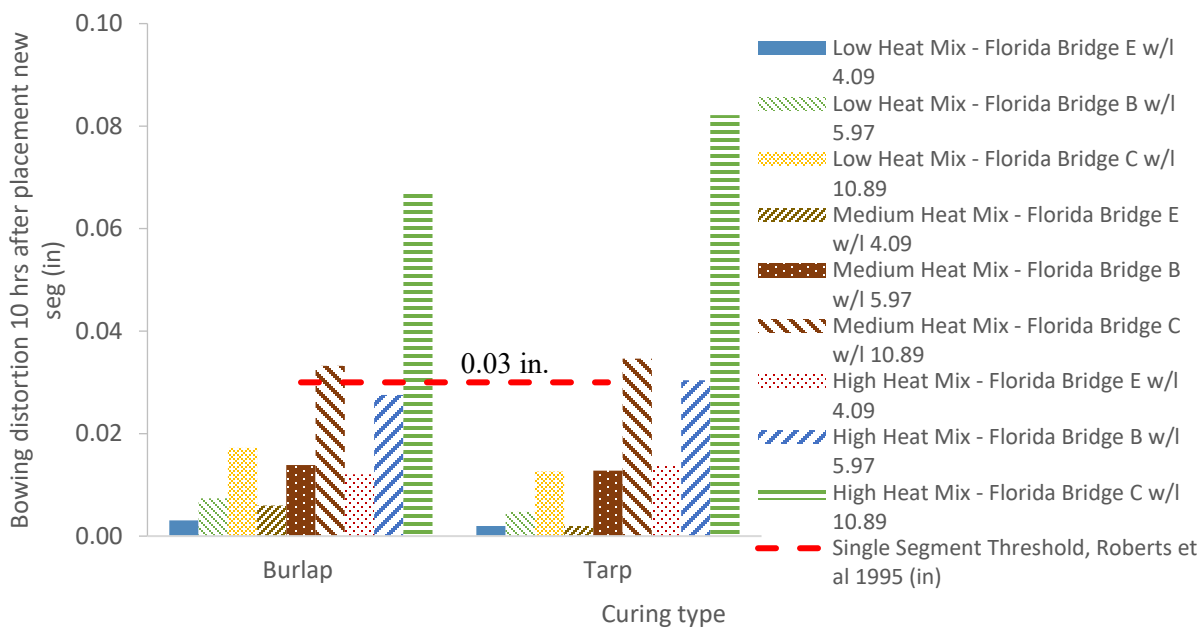 Bowing distortion 10 hrs after placement new
seg (in)
0.10
0.08
0.06
0.04
0.02
0.00
0.03 in.
Burlap
Tarp
Curing type
Low Heat Mix - Florida Bridge E w/l
4.09
Low Heat Mix - Florida Bridge B w/l
5.97
Low Heat Mix - Florida Bridge C w/l
10.89
Medium Heat Mix - Florida Bridge E
w/l 4.09
Medium Heat Mix - Florida Bridge B
w/l 5.97
Medium Heat Mix - Florida Bridge C
w/l 10.89
High Heat Mix - Florida Bridge E w/l
4.09
High Heat Mix - Florida Bridge B w/l
5.97
High Heat Mix - Florida Bridge C w/l
10.89
Single Segment Threshold, Roberts et
al 1995 (in)